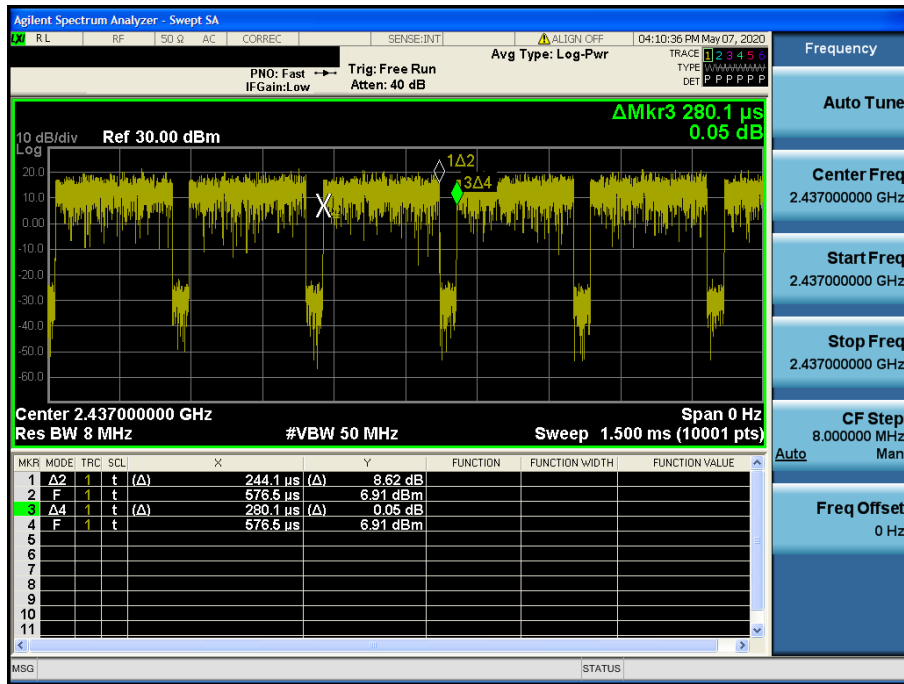 Agilent Spectrum Analyzer - Swept SA
LXI RL RF 50 Ω AC CORREC SENSE:INT ALIGN OFF 04:10:36 PM May 07, 2020
Avg Type: Log-Pwr TRACE 1 2 3 4 5 6
PNO: Fast Trig: Free Run TYPE WWWWWW
IFGain:Low Atten: 40 dB DET P P P P P P
ΔMkr3 280.1 µs
10 dB/div Ref 30.00 dBm 0.05 dB
Log
20.0
10.0
0.00
-10.0
-20.0
-30.0
-40.0
-50.0
-60.0
1Δ2
3Δ4
X
Center 2.437000000 GHz Span 0 Hz
Res BW 8 MHz #VBW 50 MHz Sweep 1.500 ms (10001 pts)
MKR MODE TRC SCL X Y FUNCTION FUNCTION WIDTH FUNCTION VALUE
1 Δ2 1 t (Δ) 244.1 µs (Δ) 8.62 dB
2 F 1 t 576.5 µs 6.91 dBm
3 Δ4 1 t (Δ) 280.1 µs (Δ) 0.05 dB
4 F 1 t 576.5 µs 6.91 dBm
5
6
7
8
9
10
11
MSG STATUS
Frequency
Auto Tune
Center Freq
2.437000000 GHz
Start Freq
2.437000000 GHz
Stop Freq
2.437000000 GHz
CF Step
8.000000 MHz
Auto Man
Freq Offset
0 Hz